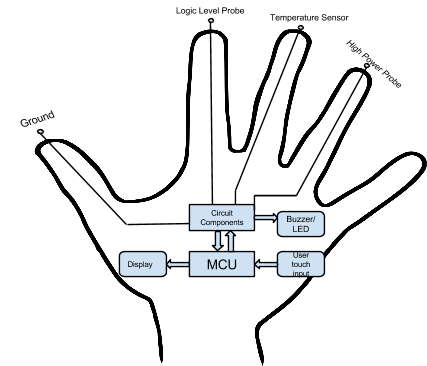 Logic Level Probe
Temperature Sensor
High Power Probe
Ground
Circuit
Components
Buzzer/
LED
Display
MCU
User
touch
input